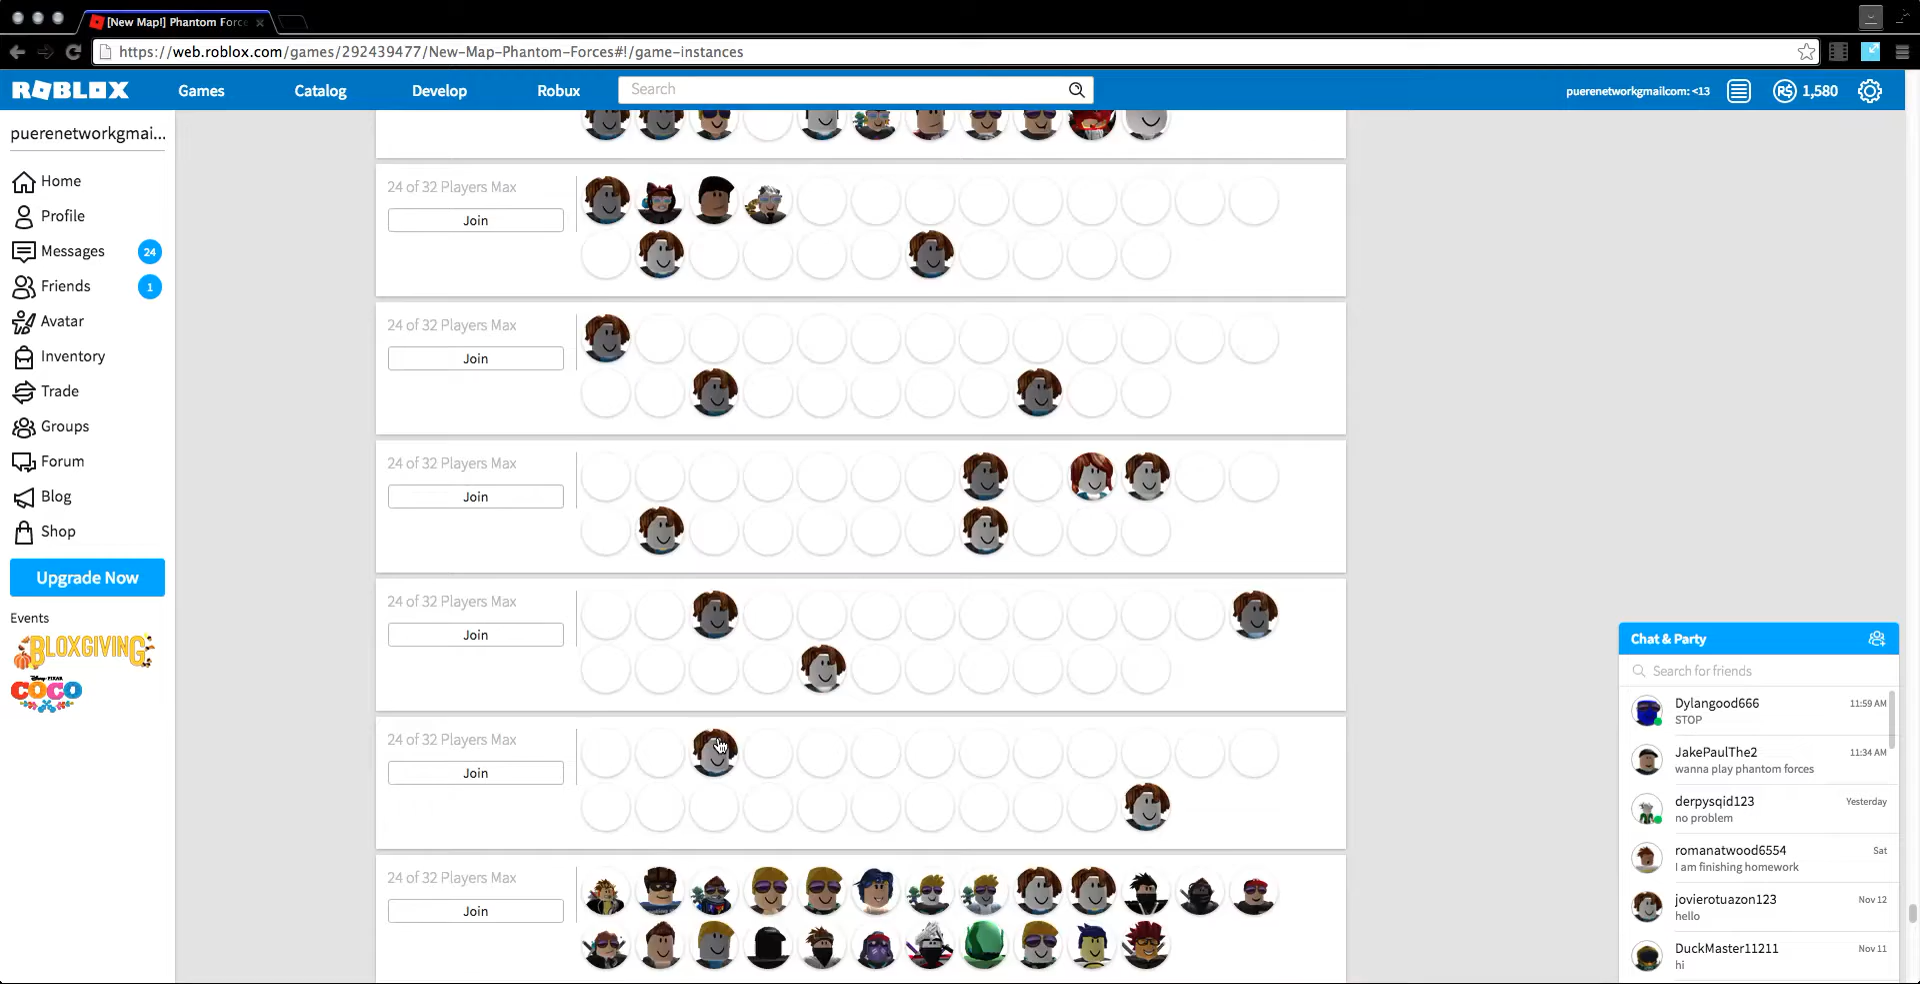 [New Map!] Phantom Forc
https://web.roblox.com/games/292439477/New-Map-Phantom-Forces#!/game-instances
ROBLOX Games Catalog Develop Robux Search puerenetworkgmailcom: <13 R$ 1,580
puerenetworkgmai...
Home
Profile
Messages 24
Friends 1
Avatar
Inventory
Trade
Groups
Forum
Blog
Shop
Upgrade Now
Events
BLOXGIVING
Disney PIXAR
COCO
24 of 32 Players Max
Join
24 of 32 Players Max
Join
24 of 32 Players Max
Join
24 of 32 Players Max
Join
24 of 32 Players Max
Join
24 of 32 Players Max
Join
Chat & Party
Search for friends
Dylangood666 11:59 AM
STOP
JakePaulThe2 11:34 AM
wanna play phantom forces
derpysqid123 Yesterday
no problem
romanatwood6554 Sat
I am finishing homework
jovierotuazon123 Nov 12
hello
DuckMaster11211 Nov 11
hi